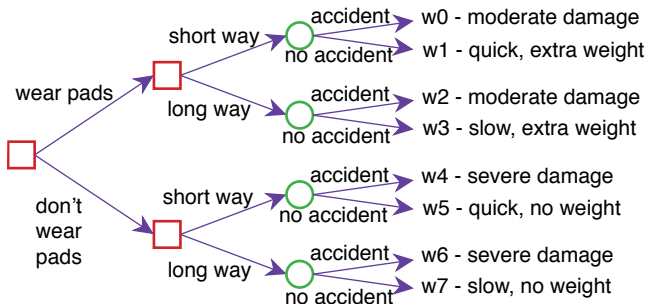 accident
w0 - moderate damage
short way
no accident
w1 - quick, extra weight
wear pads
accident
w2 - moderate damage
long way
no accident
w3 - slow, extra weight
accident
w4 - severe damage
short way
no accident
w5 - quick, no weight
don't
wear
pads
accident
w6 - severe damage
long way
no accident
w7 - slow, no weight